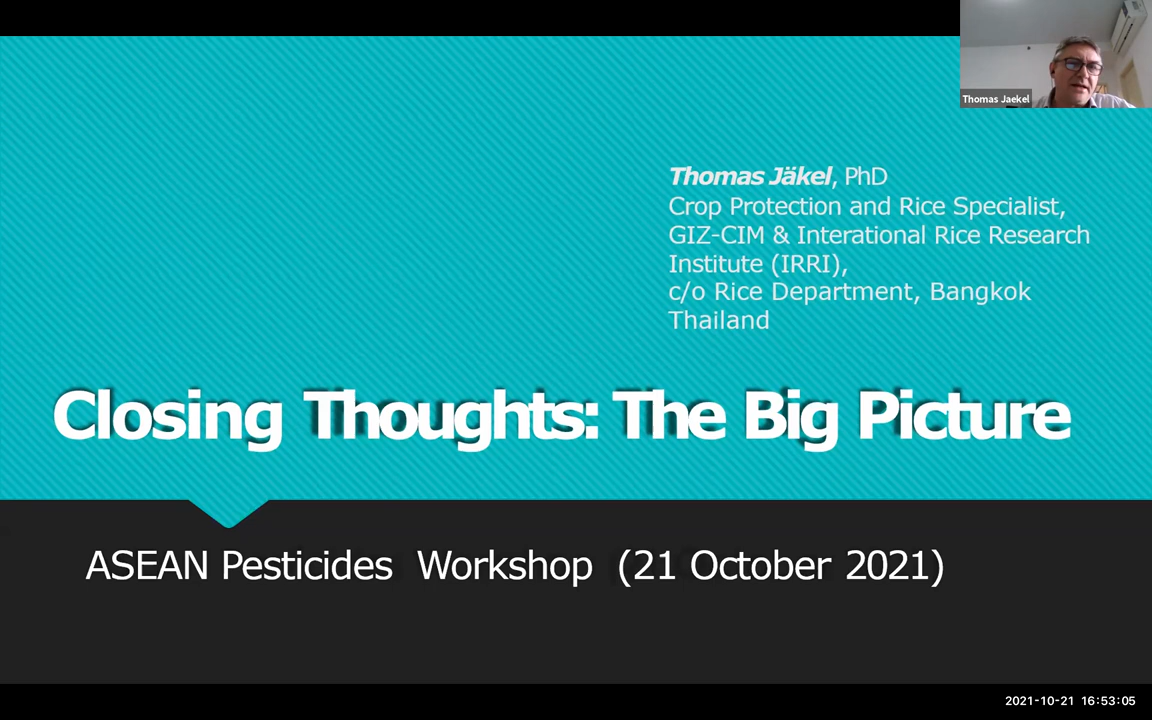 Thomas Jaekel
Thomas Jäkel, PhD
Crop Protection and Rice Specialist,
GIZ-CIM & Interational Rice Research
Institute (IRRI),
c/o Rice Department, Bangkok
Thailand
Closing Thoughts: The Big Picture
ASEAN Pesticides Workshop (21 October 2021)
2021-10-21 16:53:05